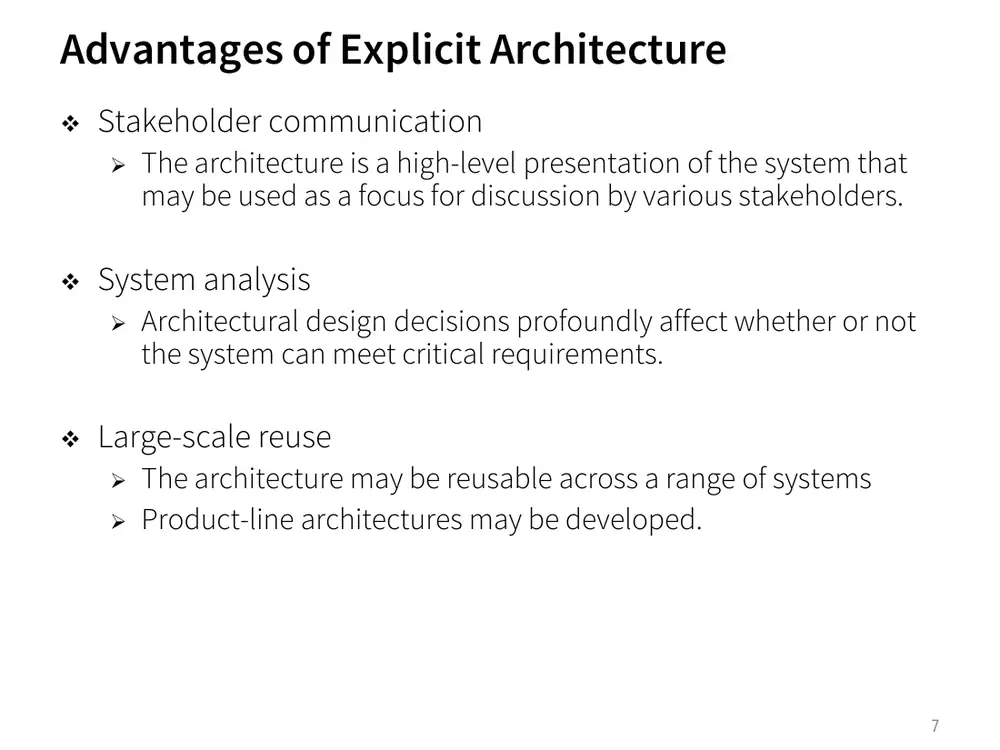 Advantages of Explicit Architecture
❖ Stakeholder communication
➢ The architecture is a high-level presentation of the system that
may be used as a focus for discussion by various stakeholders.
❖ System analysis
➢ Architectural design decisions profoundly affect whether or not
the system can meet critical requirements.
❖ Large-scale reuse
➢ The architecture may be reusable across a range of systems
➢ Product-line architectures may be developed.
7